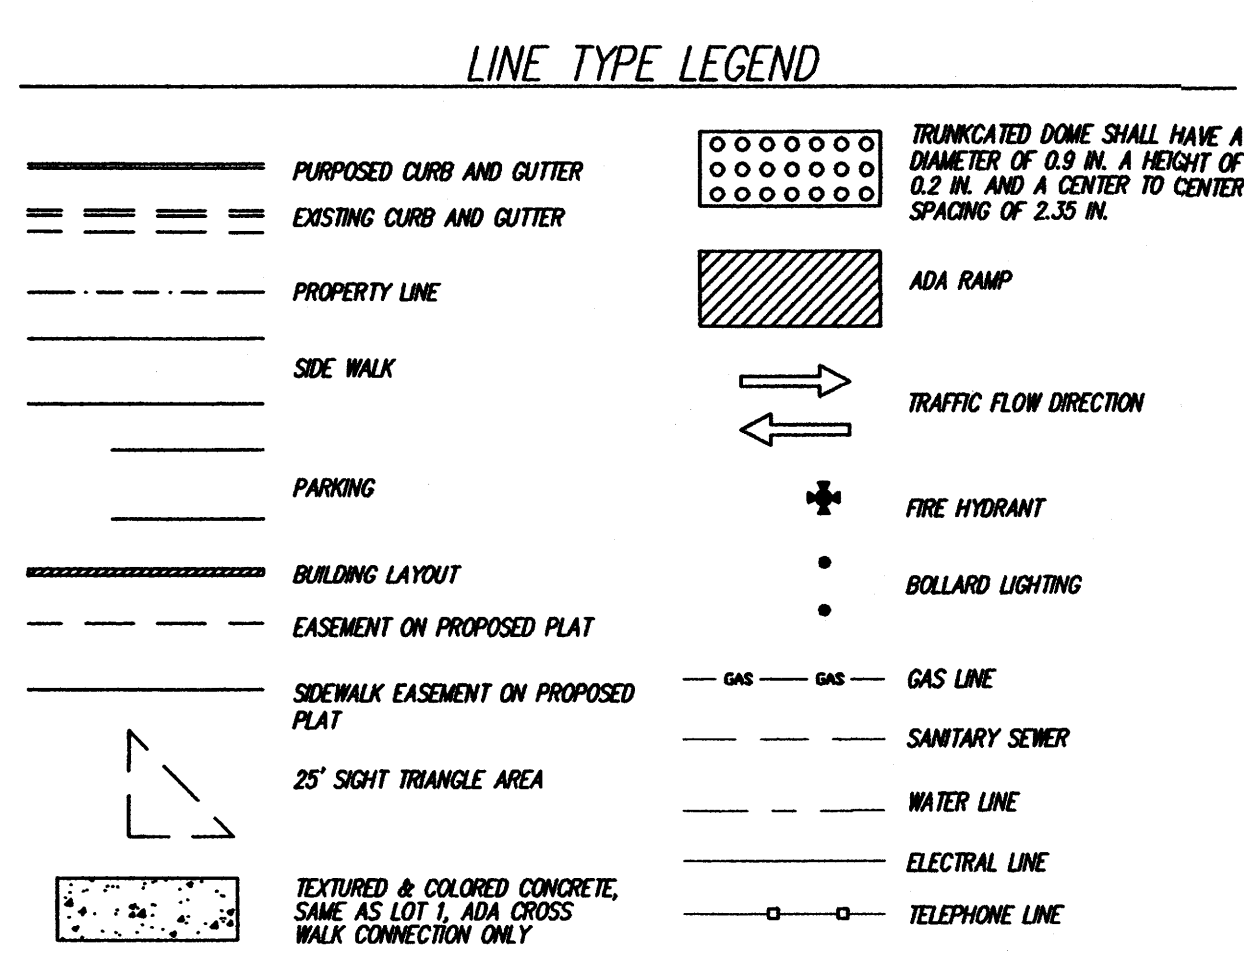 LINE TYPE LEGEND
PURPOSED CURB AND GUTTER
EXISTING CURB AND GUTTER
PROPERTY LINE
SIDE WALK
PARKING
BUILDING LAYOUT
EASEMENT ON PROPOSED PLAT
SIDEWALK EASEMENT ON PROPOSED
PLAT
25' SIGHT TRIANGLE AREA
TEXTURED & COLORED CONCRETE,
SAME AS LOT 1, ADA CROSS
WALK CONNECTION ONLY
TRUNKCATED DOME SHALL HAVE A
DIAMETER OF 0.9 IN. A HEIGHT OF
0.2 IN. AND A CENTER TO CENTER
SPACING OF 2.35 IN.
ADA RAMP
TRAFFIC FLOW DIRECTION
FIRE HYDRANT
BOLLARD LIGHTING
GAS GAS GAS LINE
SANITARY SEWER
WATER LINE
ELECTRAL LINE
TELEPHONE LINE